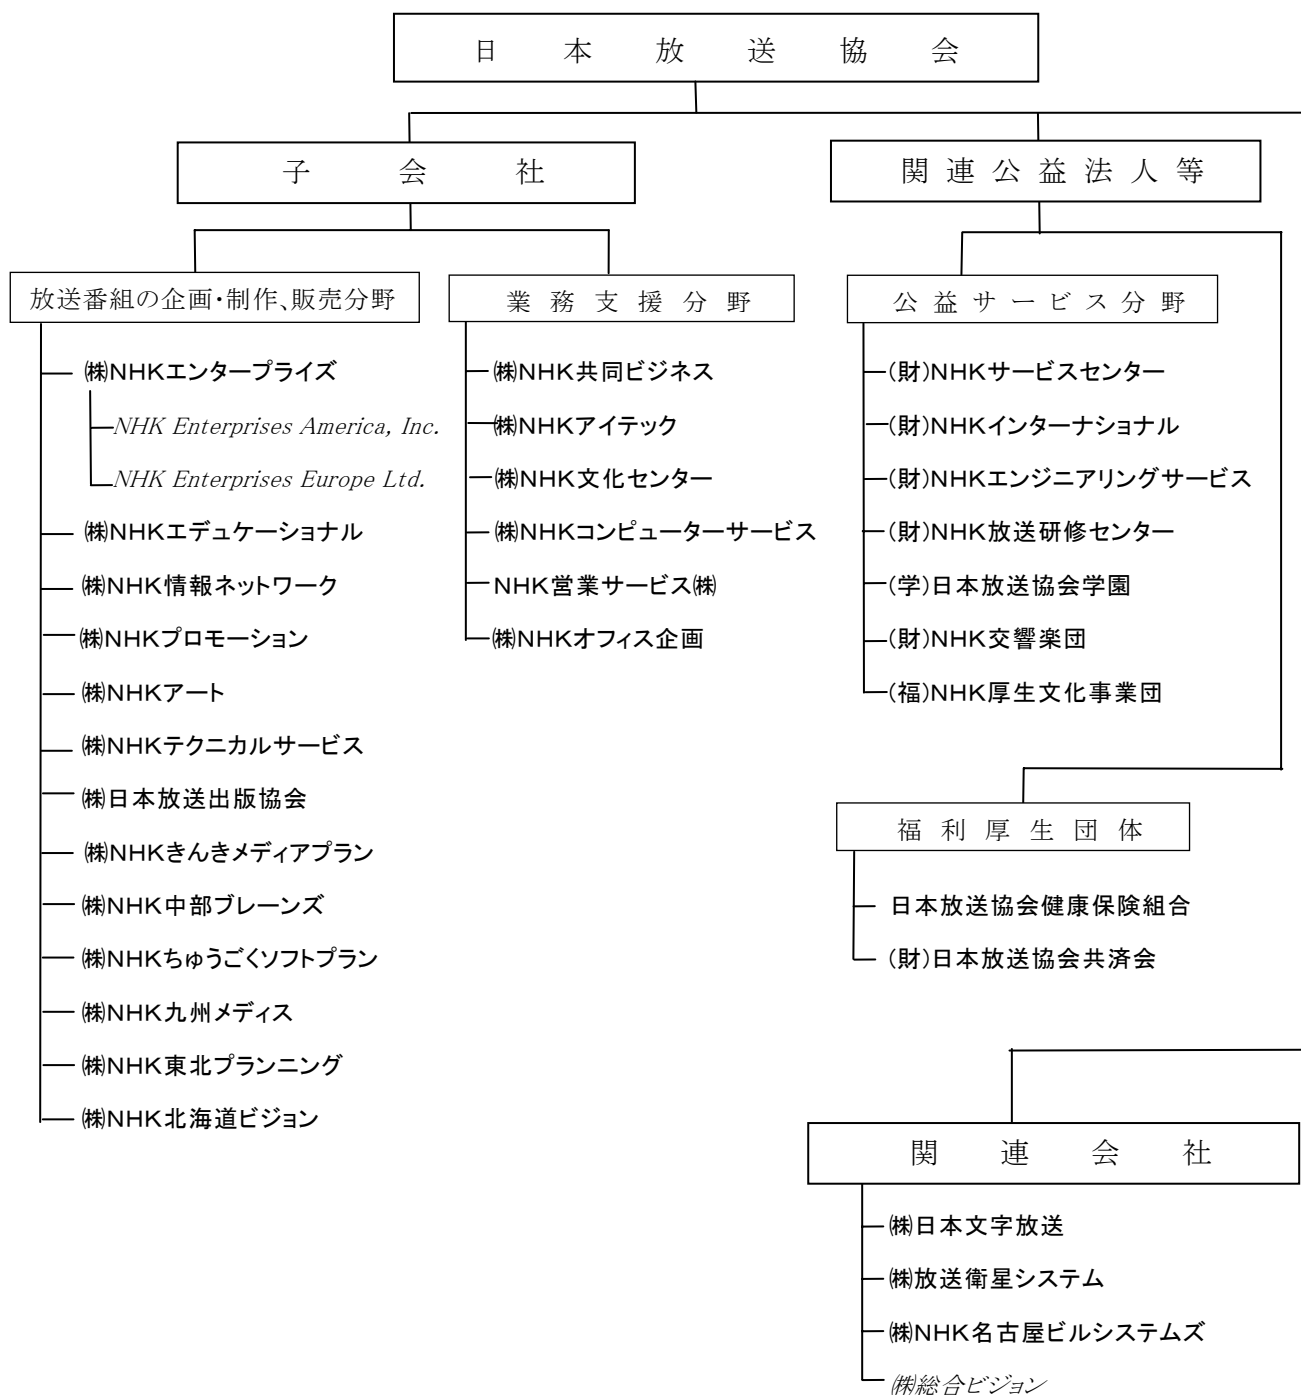 日本放送協会
子会社
関連公益法人等
放送番組の企画・制作、販売分野
㈱NHKエンタープライズ
NHK Enterprises America, Inc.
NHK Enterprises Europe Ltd.
㈱NHKエデュケーショナル
㈱NHK情報ネットワーク
㈱NHKプロモーション
㈱NHKアート
㈱NHKテクニカルサービス
㈱日本放送出版協会
㈱NHKきんきメディアプラン
㈱NHK中部ブレーンズ
㈱NHKちゅうごくソフトプラン
㈱NHK九州メディス
㈱NHK東北プランニング
㈱NHK北海道ビジョン
業務支援分野
㈱NHK共同ビジネス
㈱NHKアイテック
㈱NHK文化センター
㈱NHKコンピューターサービス
NHK営業サービス㈱
㈱NHKオフィス企画
公益サービス分野
(財)NHKサービスセンター
(財)NHKインターナショナル
(財)NHKエンジニアリングサービス
(財)NHK放送研修センター
(学)日本放送協会学園
(財)NHK交響楽団
(福)NHK厚生文化事業団
福利厚生団体
日本放送協会健康保険組合
(財)日本放送協会共済会
関連会社
㈱日本文字放送
㈱放送衛星システム
㈱NHK名古屋ビルシステムズ
㈱総合ビジョン